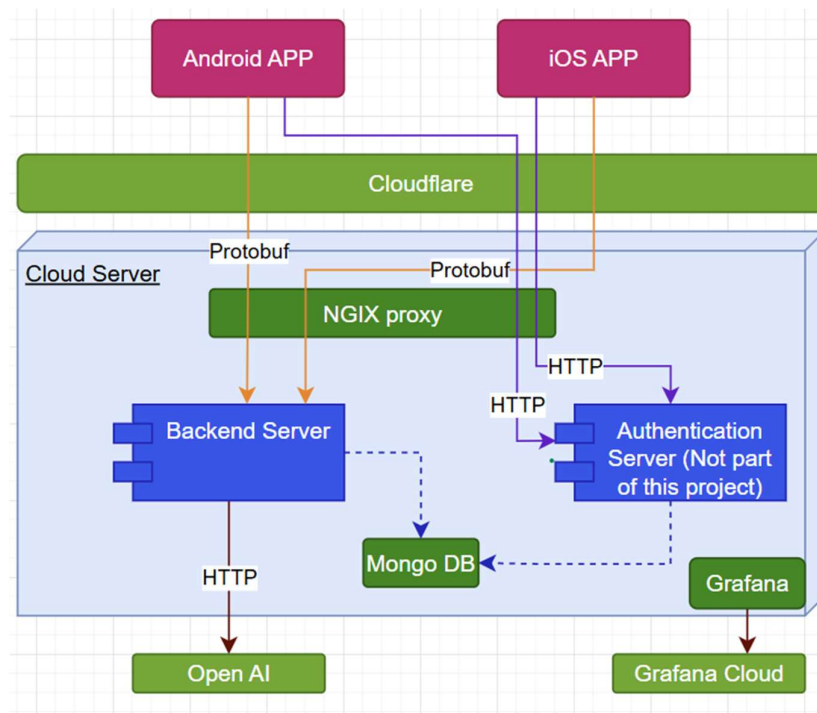 Android APP
iOS APP
Cloudflare
Protobuf
Protobuf
Cloud Server
NGIX proxy
HTTP
HTTP
Backend Server
Authentication
Server (Not part
of this project)
Mongo DB
HTTP
Grafana
Open AI
Grafana Cloud